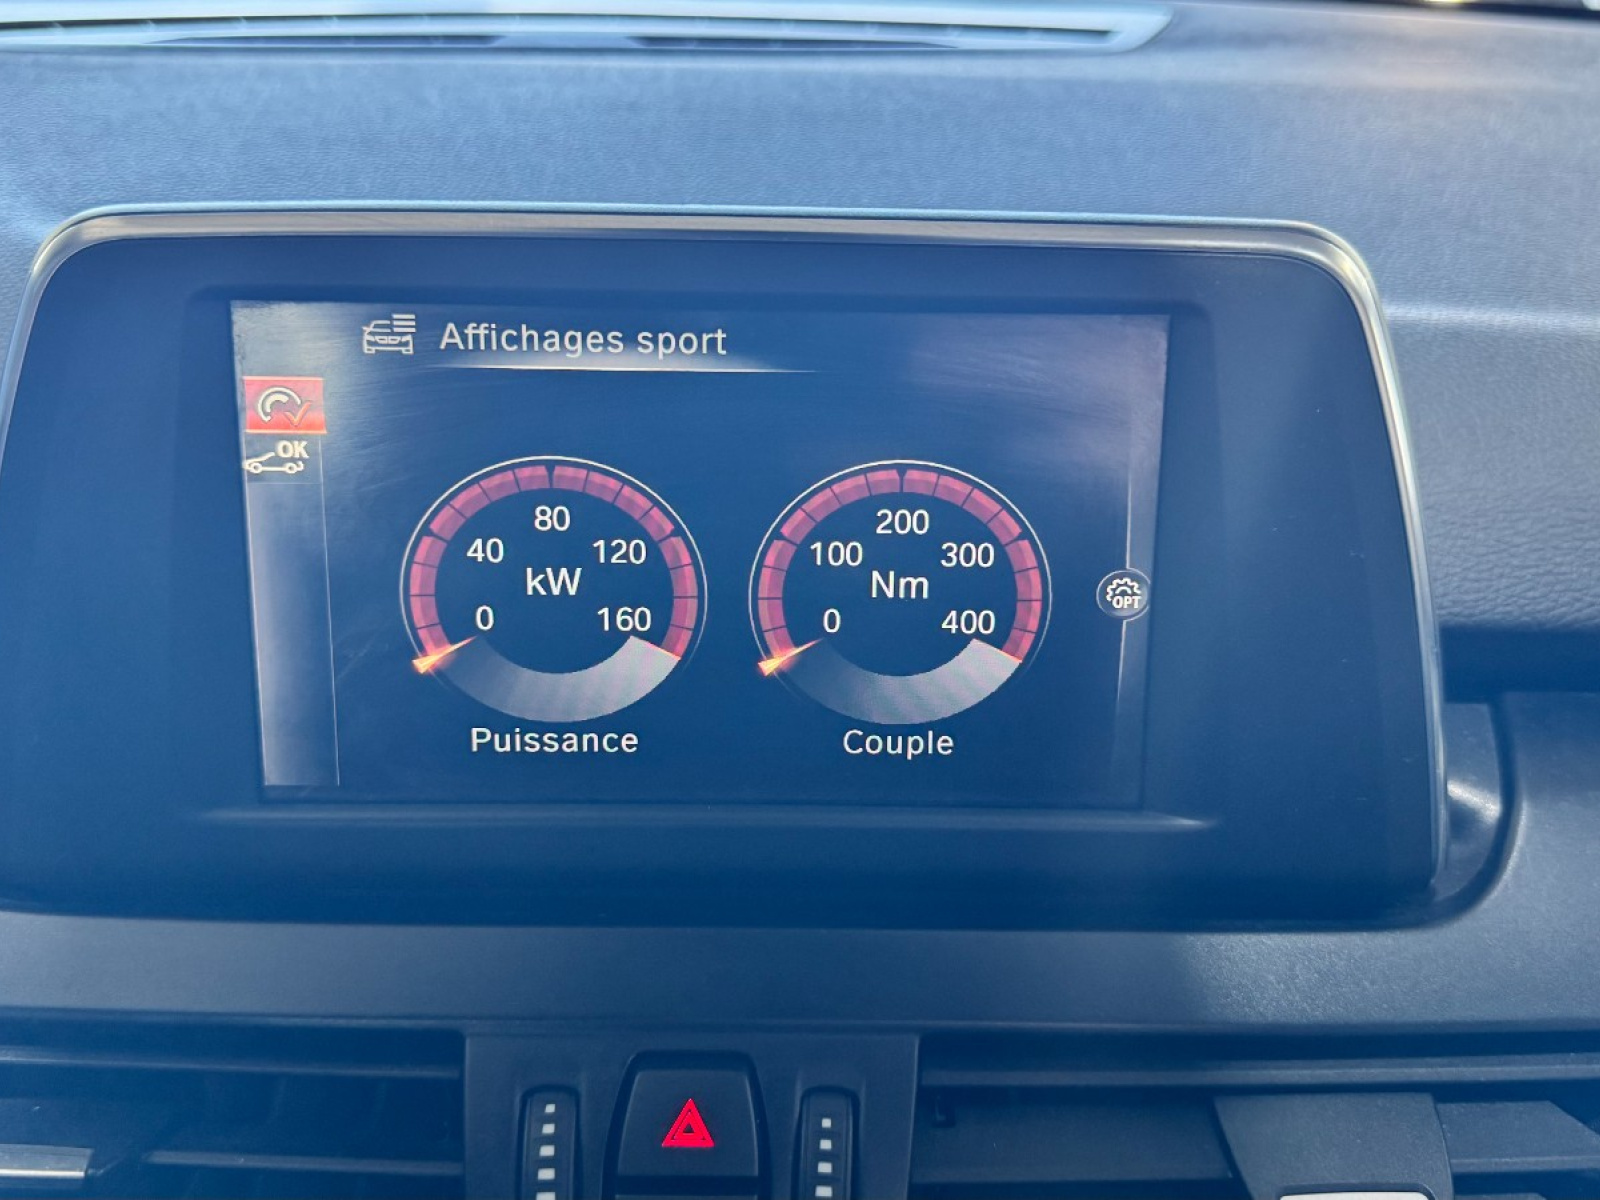 Affichages sport
OK
80
40
120
kW
0
160
Puissance
200
100
300
Nm
0
400
Couple
OPT